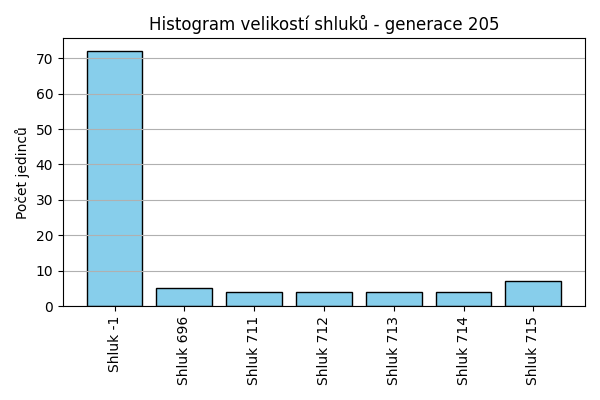 Histogram velikostí shluků - generace 205
Počet jedinců
70
60
50
40
30
20
10
0
Shluk -1
Shluk 696
Shluk 711
Shluk 712
Shluk 713
Shluk 714
Shluk 715